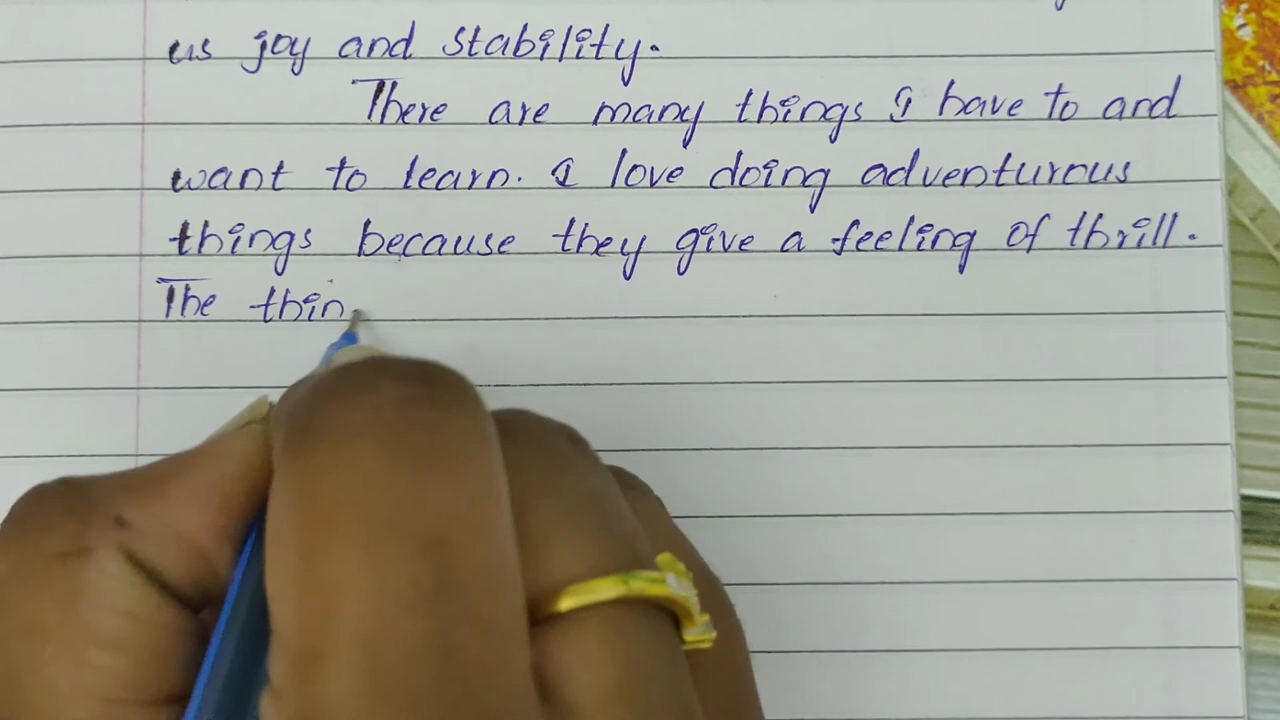 us joy and stability.
There are many things I have to and
want to learn. I love doing adventurous
things because they give a feeling of thrill.
The thin